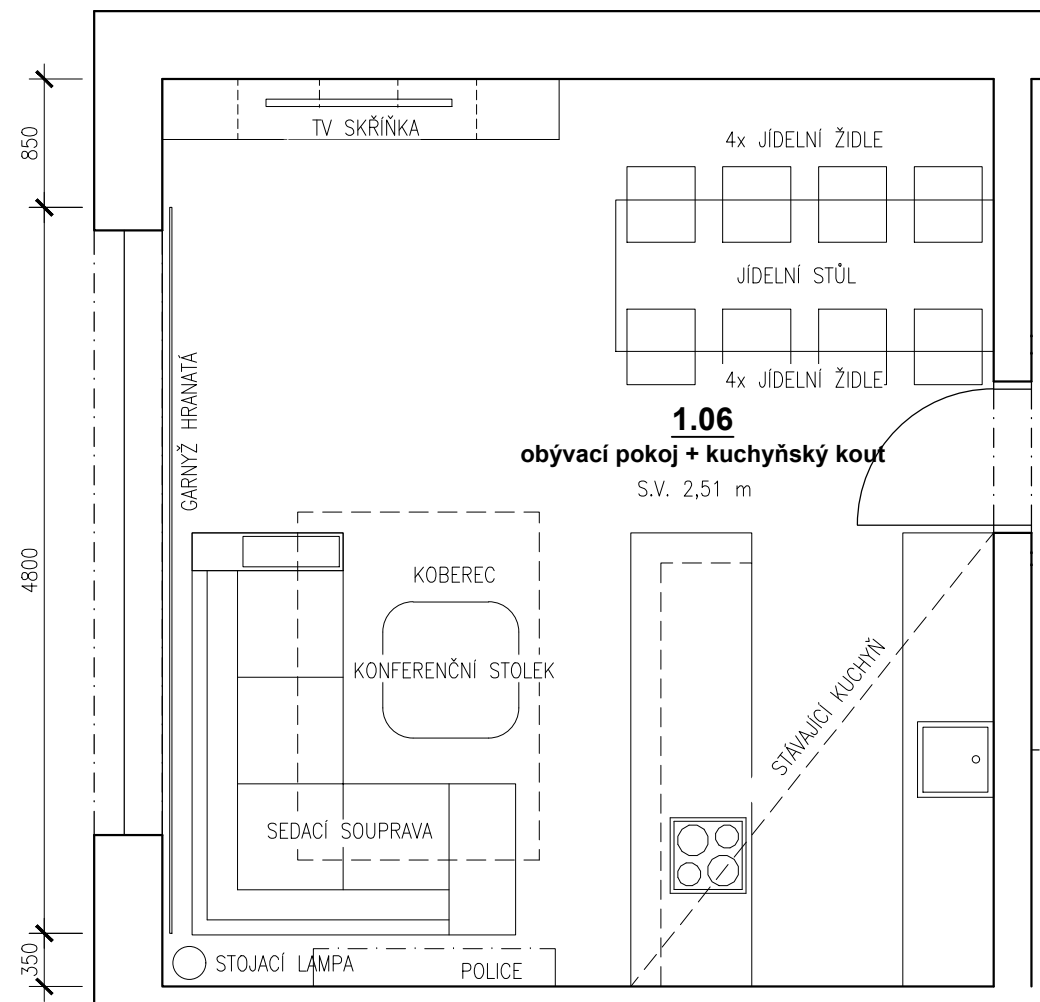 850
4800
350
TV SKŘÍŇKA
4x JÍDELNÍ ŽIDLE
JÍDELNÍ STŮL
4x JÍDELNÍ ŽIDLE
GARNÝŽ HRANATÁ
1.06
obývací pokoj + kuchyňský kout
S.V. 2,51 m
KOBEREC
KONFERENČNÍ STOLEK
STÁVAJÍCÍ KUCHYŇ
SEDACÍ SOUPRAVA
STOJACÍ LAMPA
POLICE